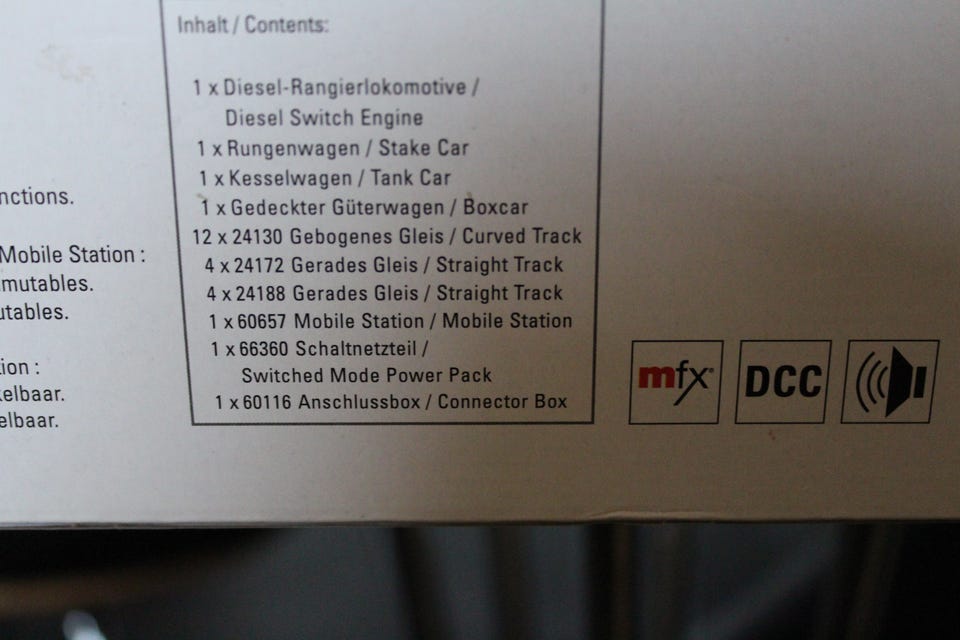 Inhalt / Contents:
1 x Diesel-Rangierlokomotive /
Diesel Switch Engine
1 x Rungenwagen / Stake Car
1 x Kesselwagen / Tank Car
1 x Gedeckter Güterwagen / Boxcar
12 x 24130 Gebogenes Gleis / Curved Track
4 x 24172 Gerades Gleis / Straight Track
4 x 24188 Gerades Gleis / Straight Track
1 x 60657 Mobile Station / Mobile Station
1 x 66360 Schaltnetzteil /
Switched Mode Power Pack
1 x 60116 Anschlussbox / Connector Box
nctions.
Mobile Station :
mutables.
utables.
ion :
elbaar.
elbaar.
mfx®
DCC